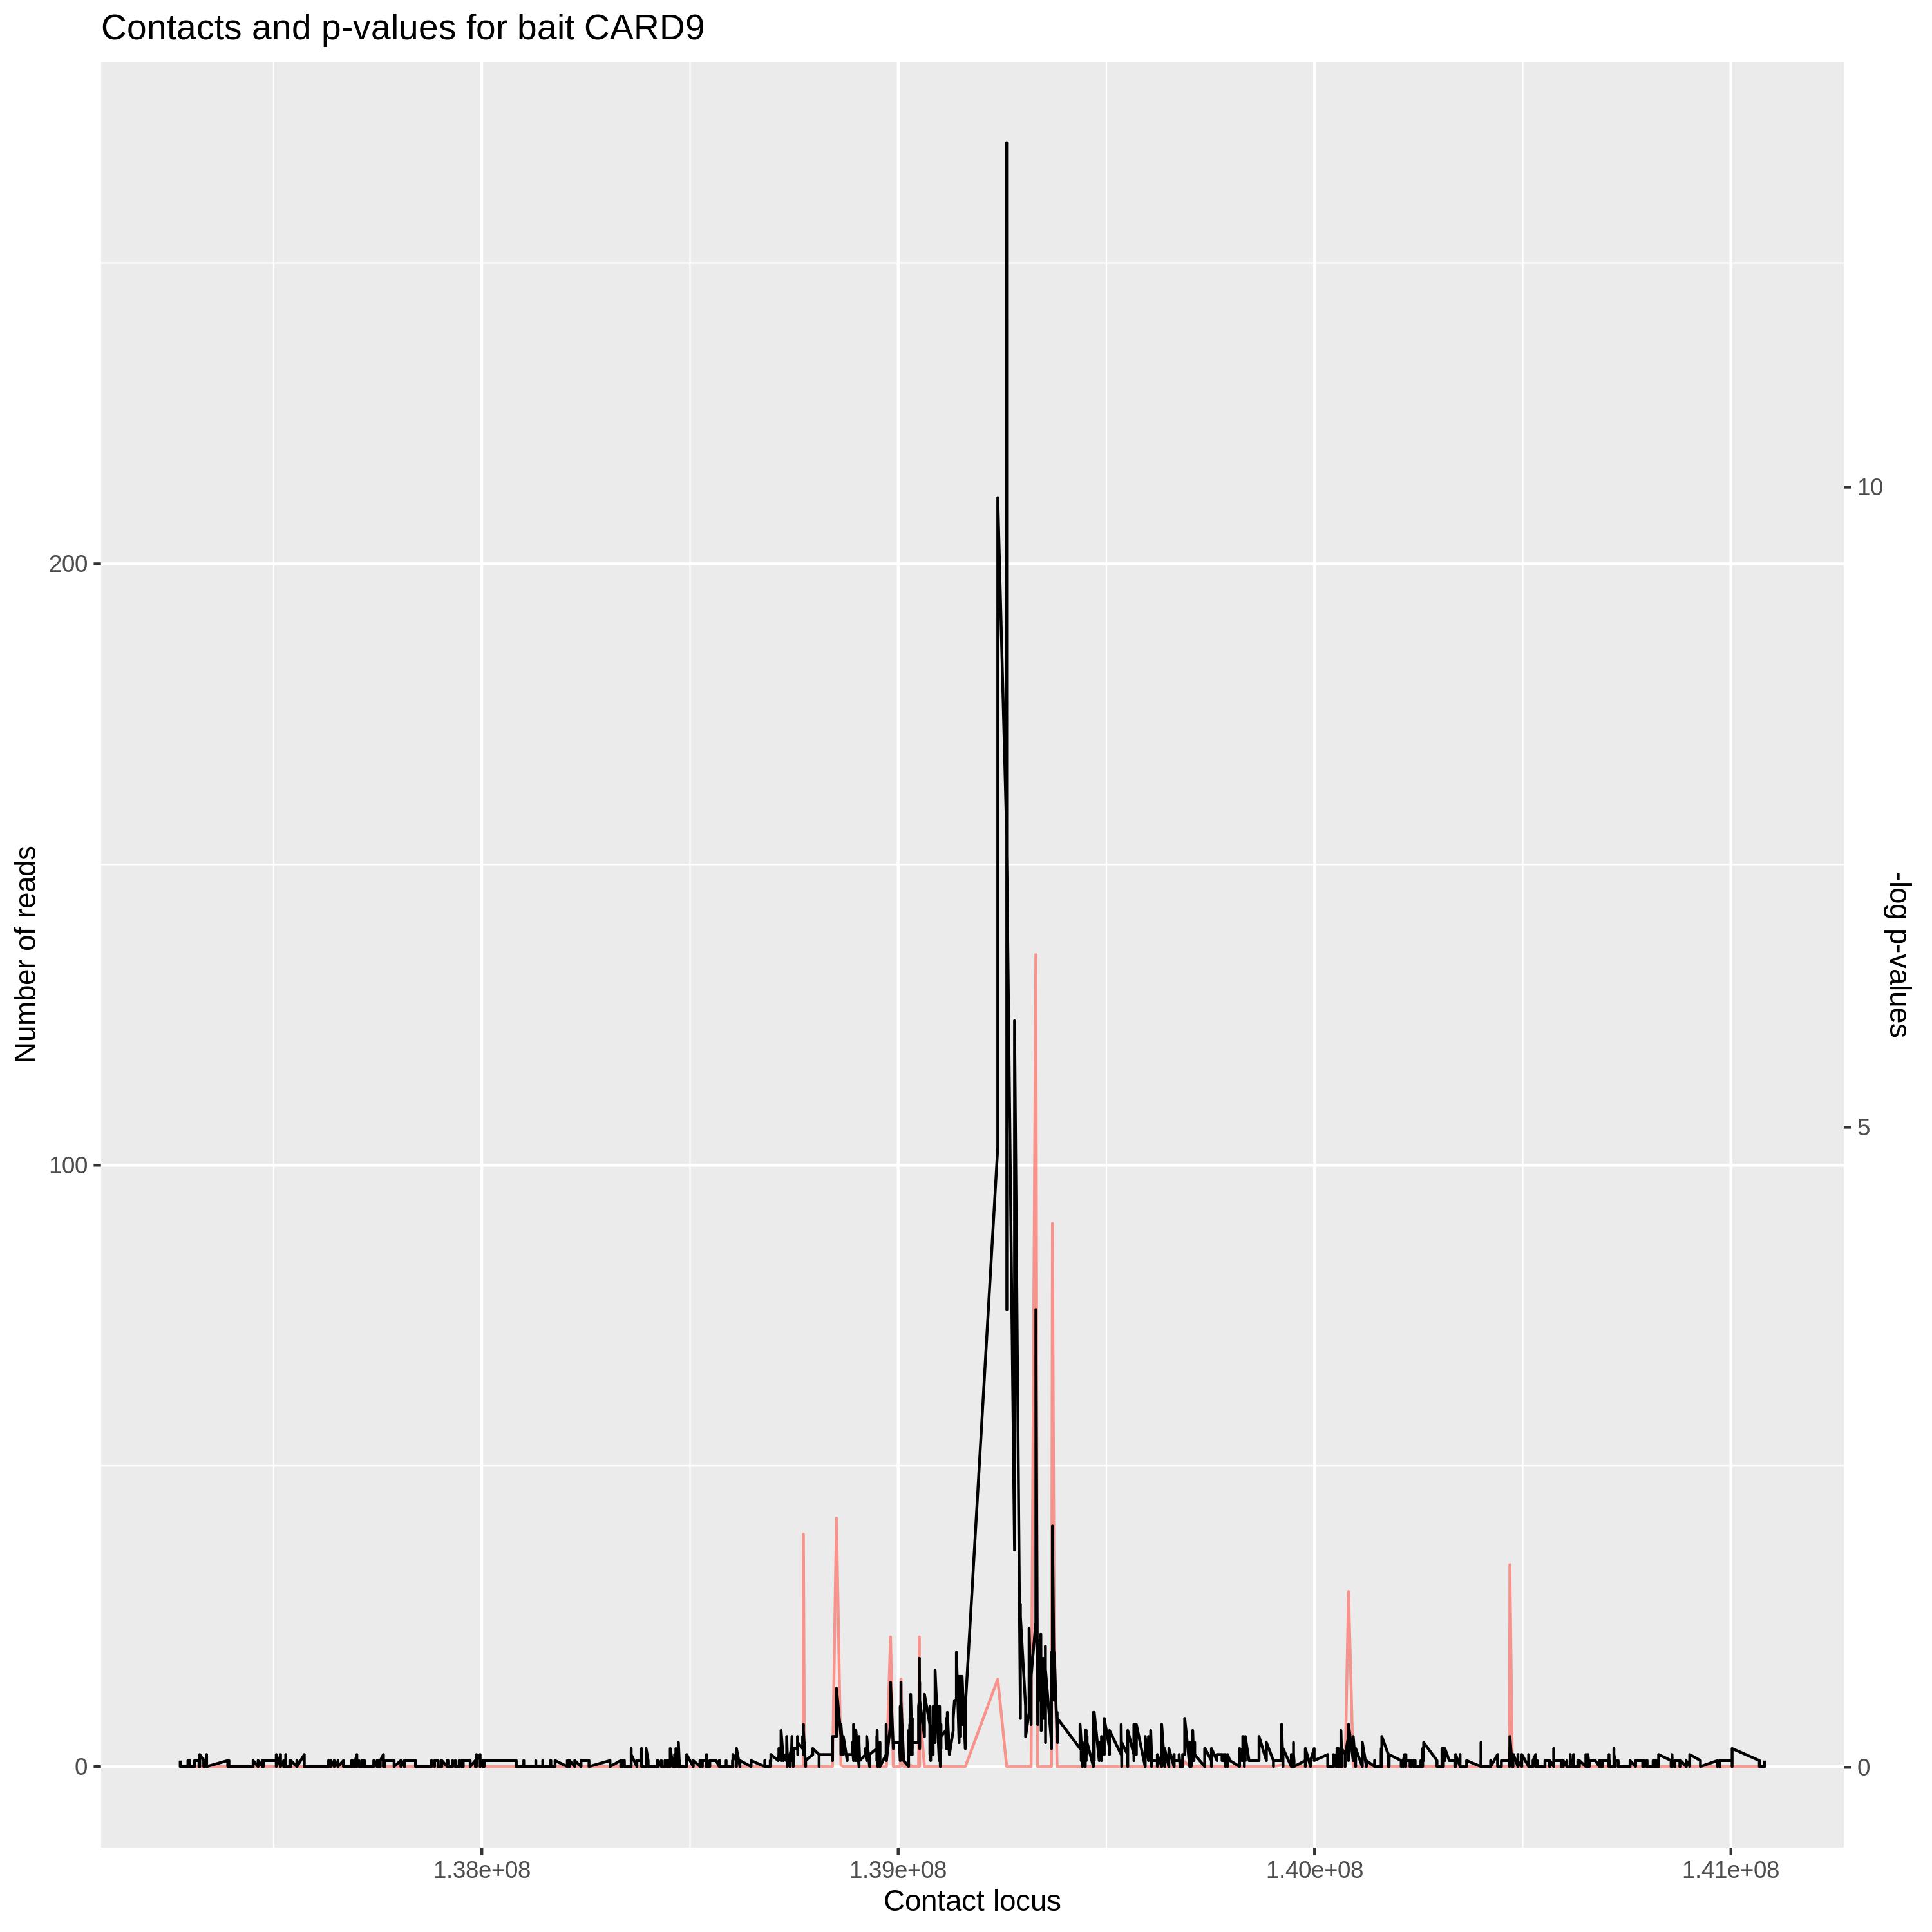 Contacts and p-values for bait CARD9
Number of reads
200
100
0
10
5
0
-log p-values
1.38e+08
1.39e+08
1.40e+08
1.41e+08
Contact locus